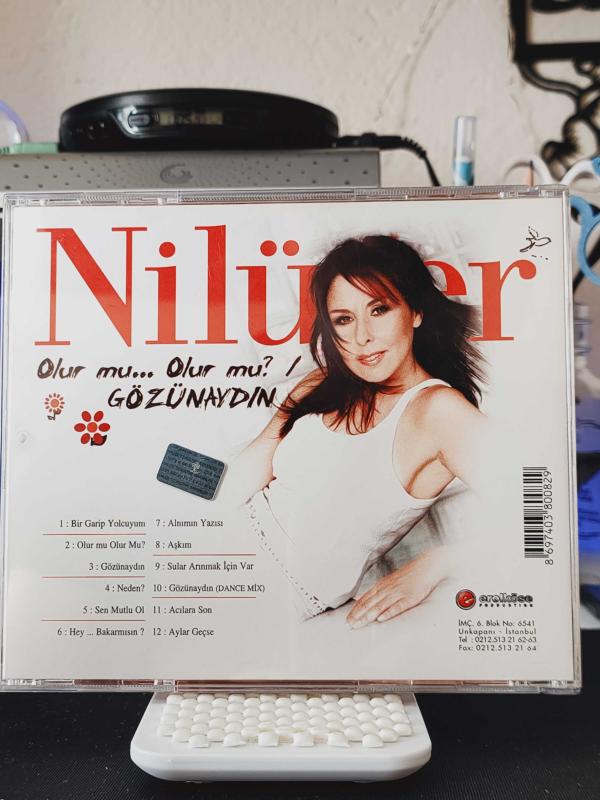 Nilüfer
Olur mu... Olur mu? /
GÖZÜNAYDIN
1 : Bir Garip Yolcuyum
2 : Olur mu Olur Mu?
3 : Gözünaydın
4 : Neden?
5 : Sen Mutlu Ol
6 : Hey ... Bakarmısın ?
7 : Alnımın Yazısı
8 : Aşkım
9 : Sular Arınmak İçin Var
10 : Gözünaydın (DANCE MİX)
11 : Acılara Son
12 : Aylar Geçse
8 697403 800829
erolköse
PRODUCTION
İMÇ. 6. Blok No: 6541
Unkapanı - İstanbul
Tel : 0212.513 21 62-63
Fax: 0212.513 21 64